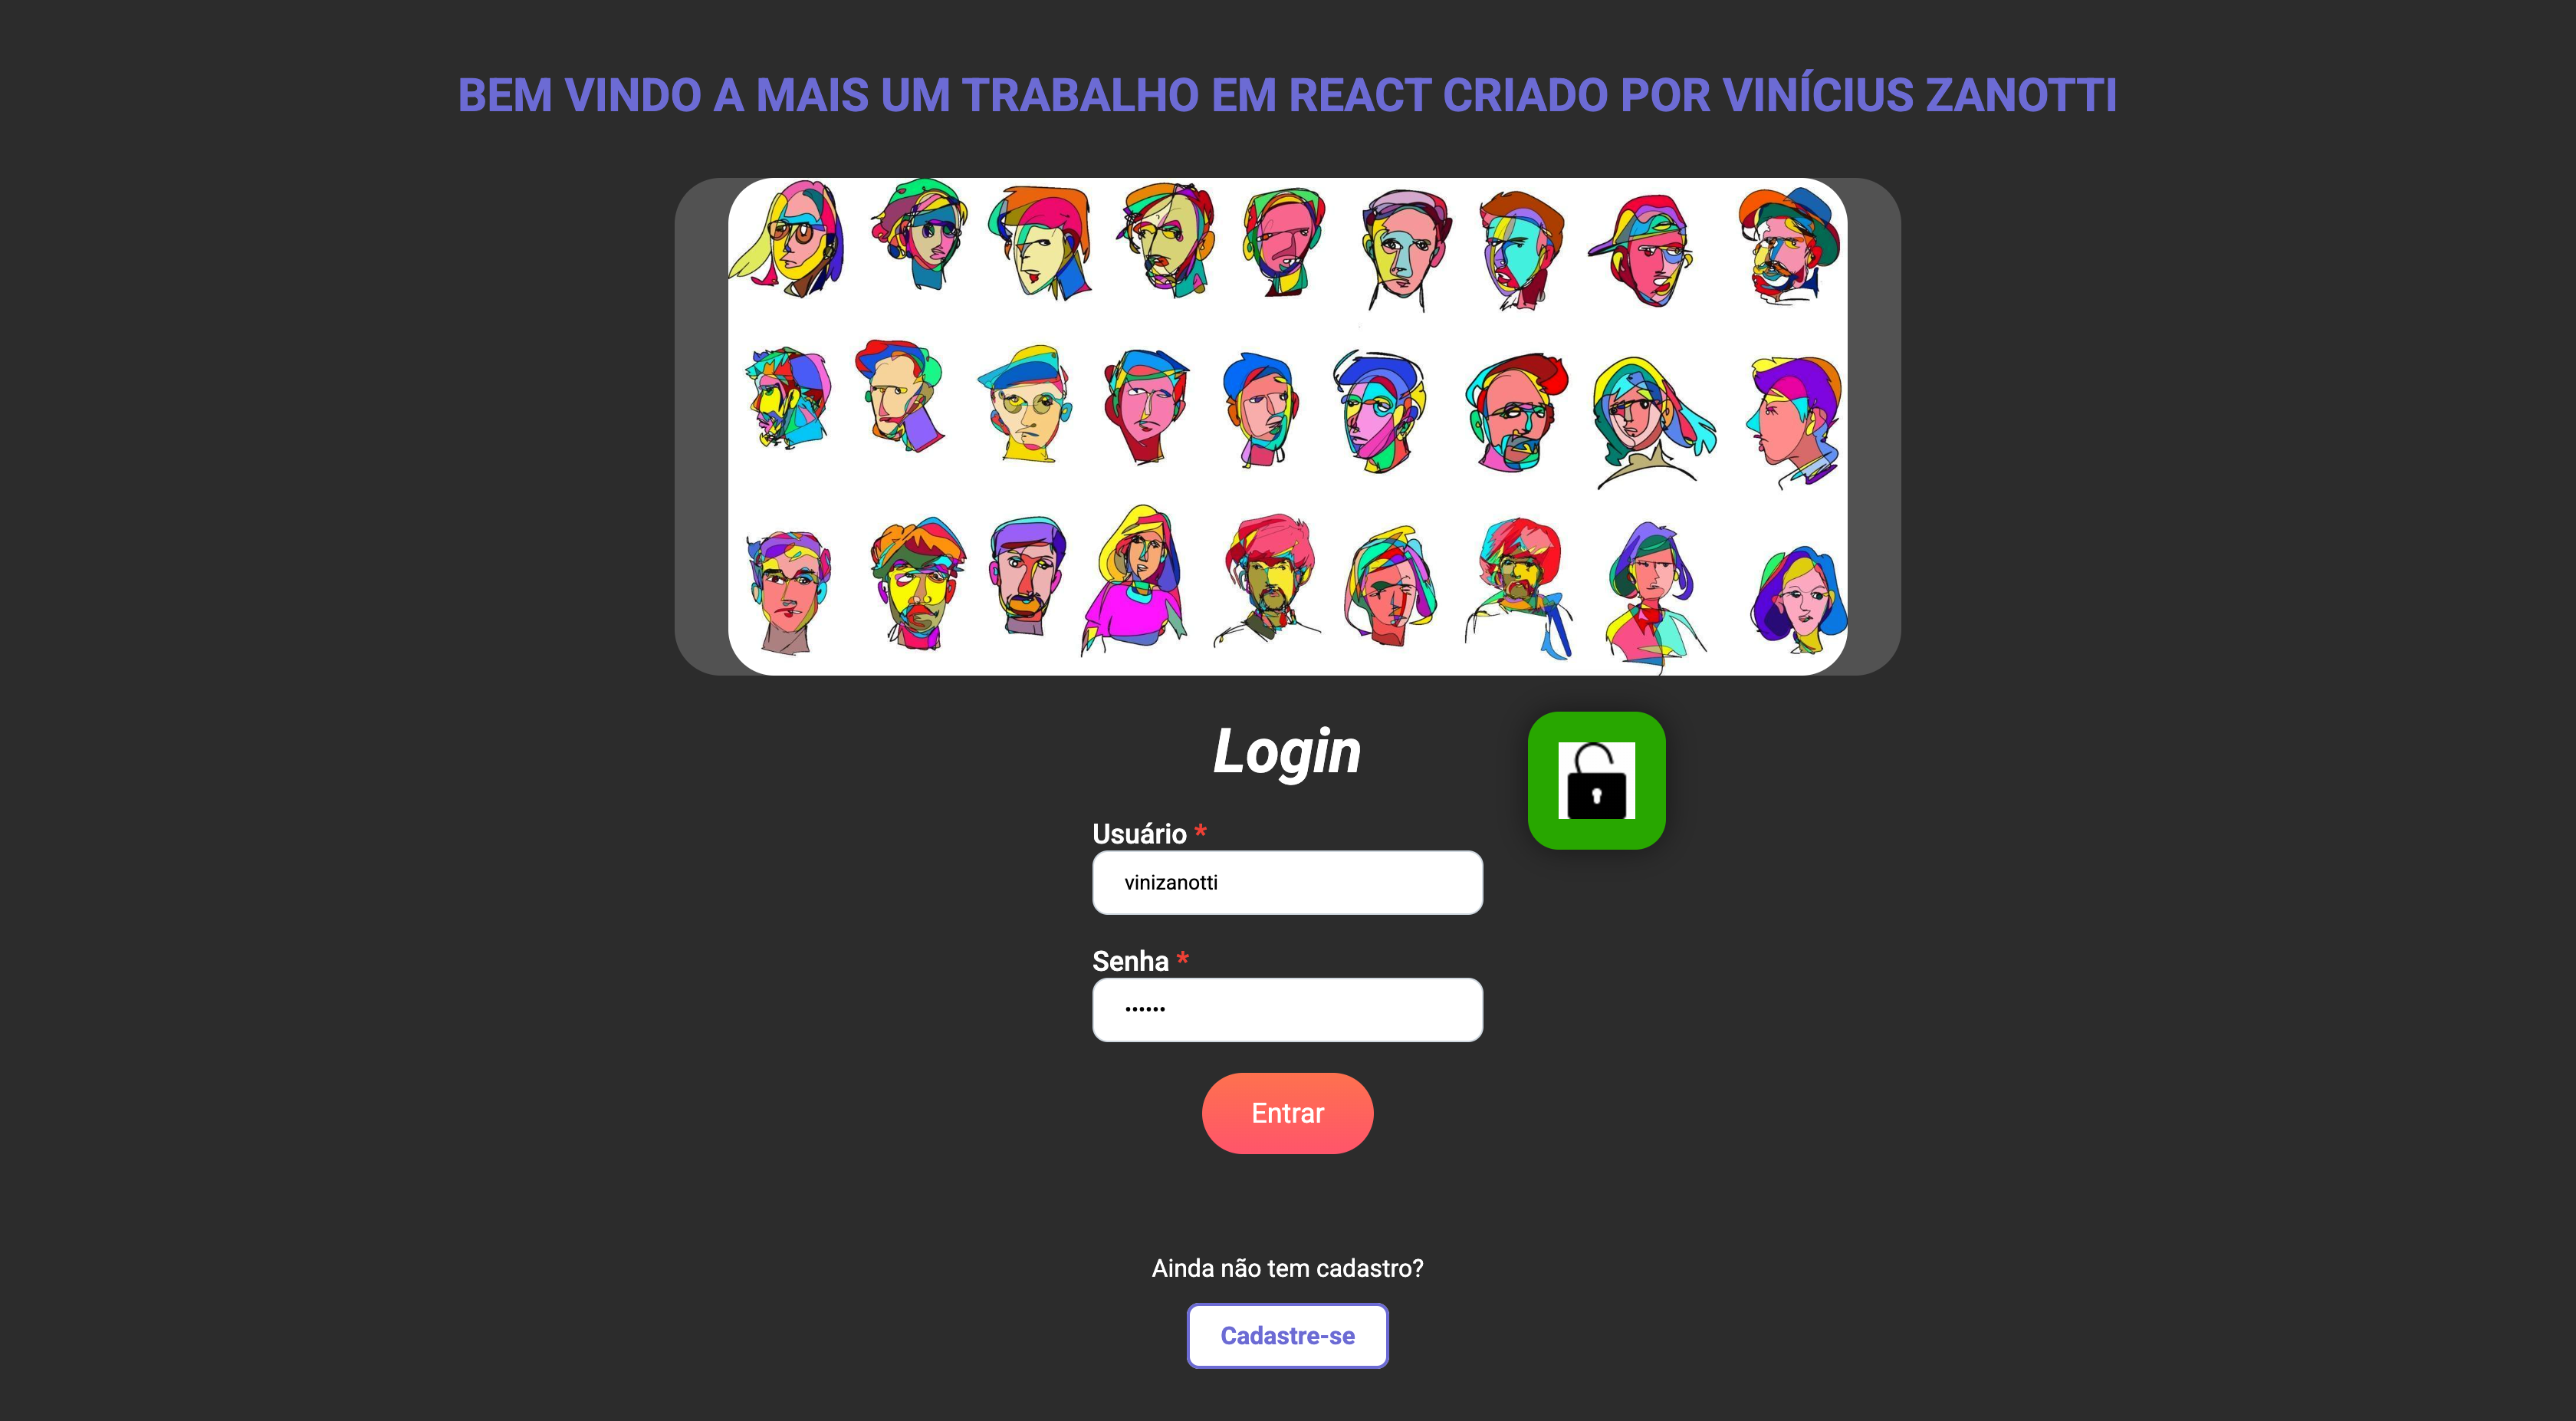 BEM VINDO A MAIS UM TRABALHO EM REACT CRIADO POR VINÍCIUS ZANOTTI
Login
Usuário *
vinizanotti
Senha *
••••••
Entrar
Ainda não tem cadastro?
Cadastre-se